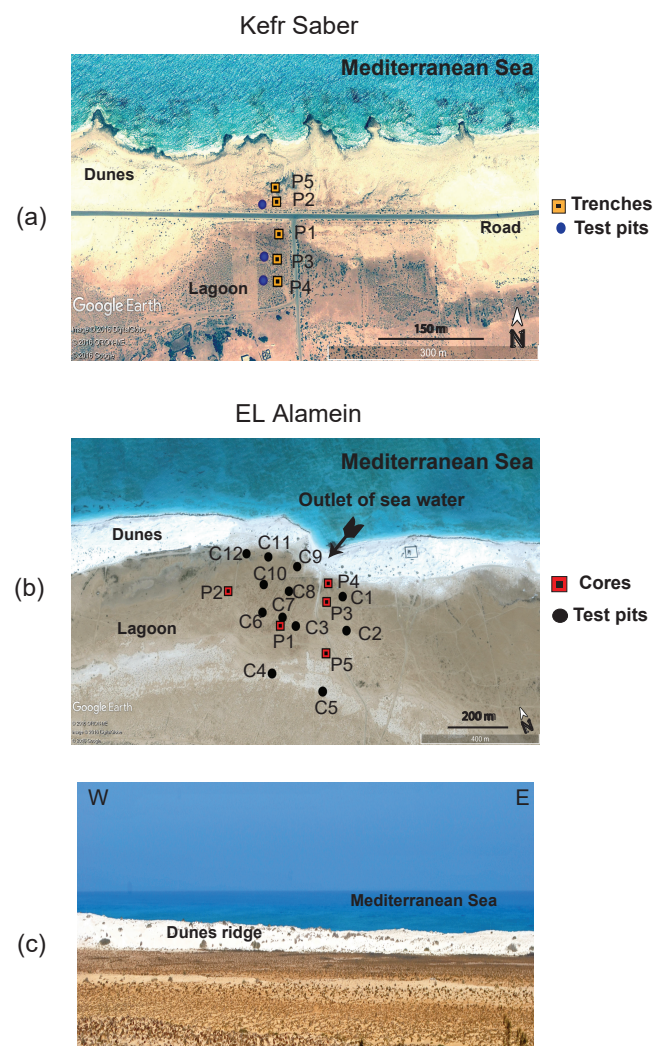 Kefr Saber
Mediterranean Sea
Dunes
P5
P2
(a)
Trenches
P1
Road
Test pits
P3
Lagoon
P4
Google Earth
150 m
N
300 m
EL Alamein
Mediterranean Sea
Outlet of sea water
Dunes
C11
C12
C9
C10
P4
(b)
P2
C8
C1
Cores
C7
P3
C6
Test pits
Lagoon
C3
C2
P1
C4
P5
C5
Google Earth
200 m
N
400 m
W
E
Mediterranean Sea
Dunes ridge
(c)